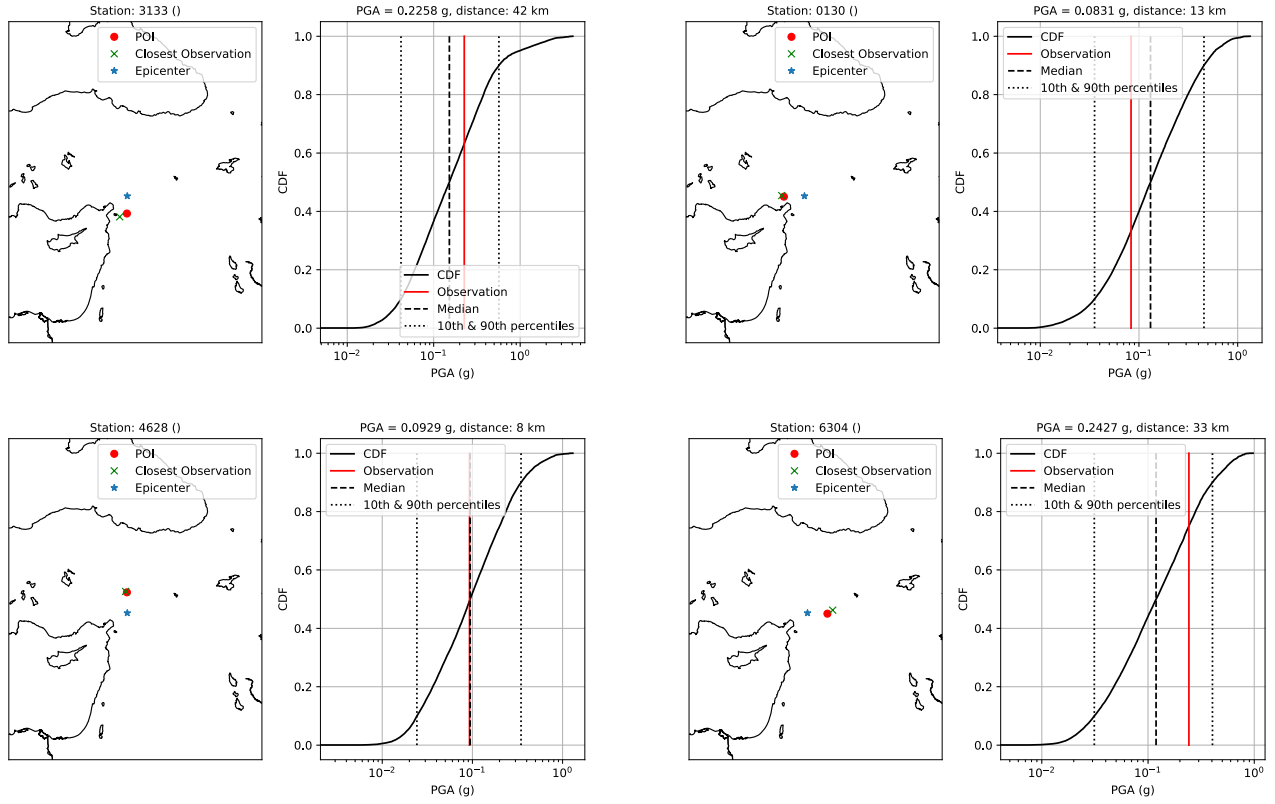 Station: 3133 ()
POI
Closest Observation
Epicenter
PGA = 0.2258 g, distance: 42 km
CDF
1.0
0.8
0.6
0.4
0.2
0.0
CDF
Observation
Median
10th & 90th percentiles
10⁻² 10⁻¹ 10⁰
PGA (g)
Station: 0130 ()
POI
Closest Observation
Epicenter
PGA = 0.0831 g, distance: 13 km
CDF
1.0
0.8
0.6
0.4
0.2
0.0
CDF
Observation
Median
10th & 90th percentiles
10⁻² 10⁻¹ 10⁰
PGA (g)
Station: 4628 ()
POI
Closest Observation
Epicenter
PGA = 0.0929 g, distance: 8 km
CDF
1.0
0.8
0.6
0.4
0.2
0.0
CDF
Observation
Median
10th & 90th percentiles
10⁻² 10⁻¹ 10⁰
PGA (g)
Station: 6304 ()
POI
Closest Observation
Epicenter
PGA = 0.2427 g, distance: 33 km
CDF
1.0
0.8
0.6
0.4
0.2
0.0
CDF
Observation
Median
10th & 90th percentiles
10⁻² 10⁻¹ 10⁰
PGA (g)